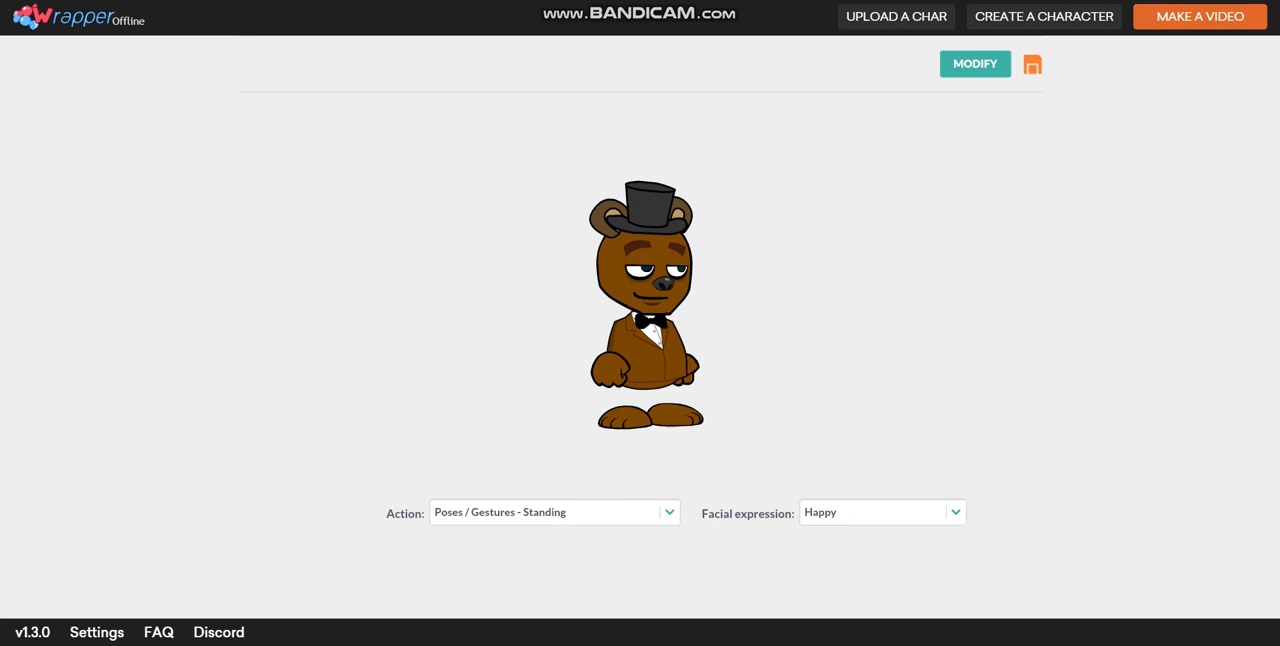 Wrapper Offline
www.BANDICAM.com
UPLOAD A CHAR
CREATE A CHARACTER
MAKE A VIDEO
MODIFY
Action: Poses / Gestures - Standing
Facial expression: Happy
v1.3.0 Settings FAQ Discord